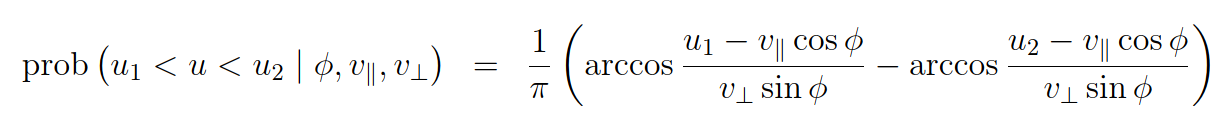 prob (u₁ < u < u₂ | ϕ, v∥, v⊥) = 1/π (arccos (u₁ − v∥ cos ϕ)/(v⊥ sin ϕ) − arccos (u₂ − v∥ cos ϕ)/(v⊥ sin ϕ))